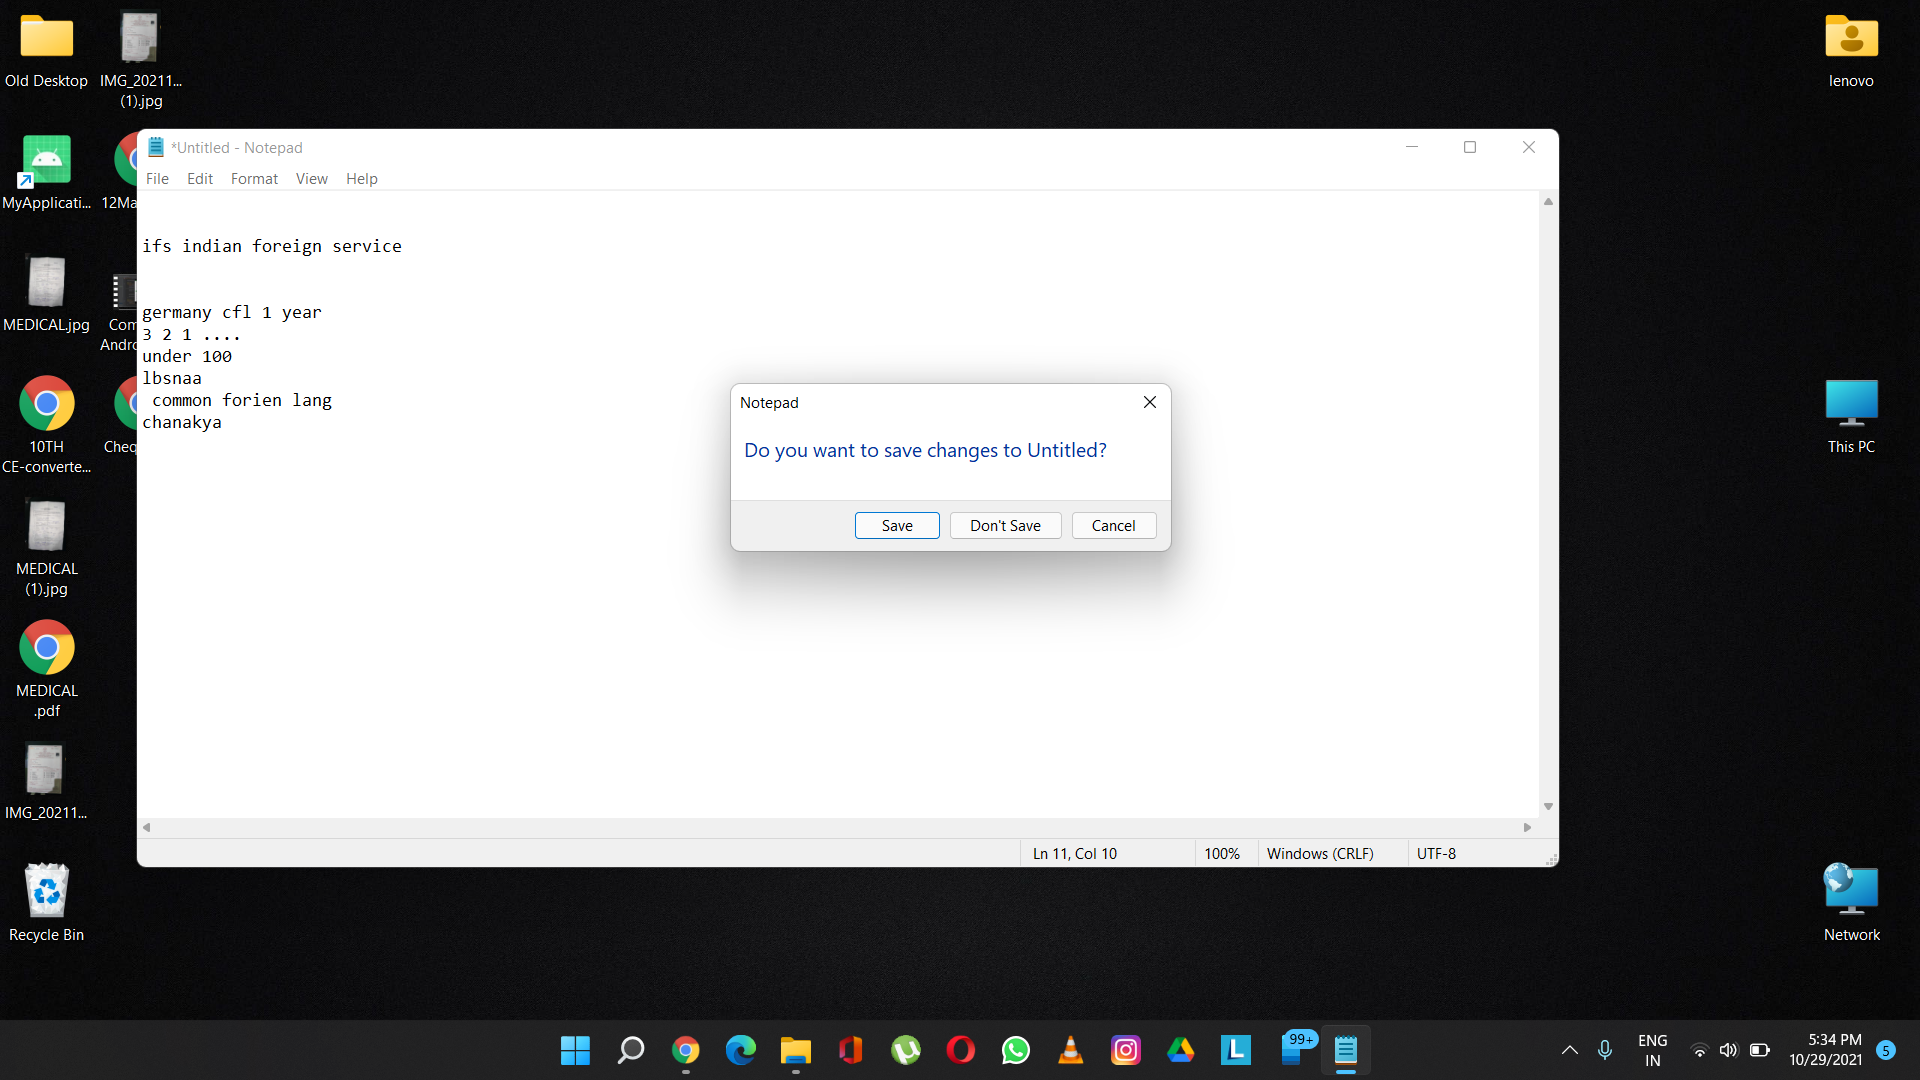 Old Desktop
IMG_20211...
(1).jpg
lenovo
MyApplicati...
12Ma
MEDICAL.jpg
Com
Andro
10TH
CE-converte...
Cheq
MEDICAL
(1).jpg
MEDICAL
.pdf
IMG_20211...
Recycle Bin
This PC
Network
*Untitled - Notepad
File Edit Format View Help
ifs indian foreign service
germany cfl 1 year
3 2 1 ....
under 100
lbsnaa
common forien lang
chanakya
Notepad
Do you want to save changes to Untitled?
Save Don't Save Cancel
Ln 11, Col 10 100% Windows (CRLF) UTF-8
L
99+
ENG
IN
5:34 PM
10/29/2021
5